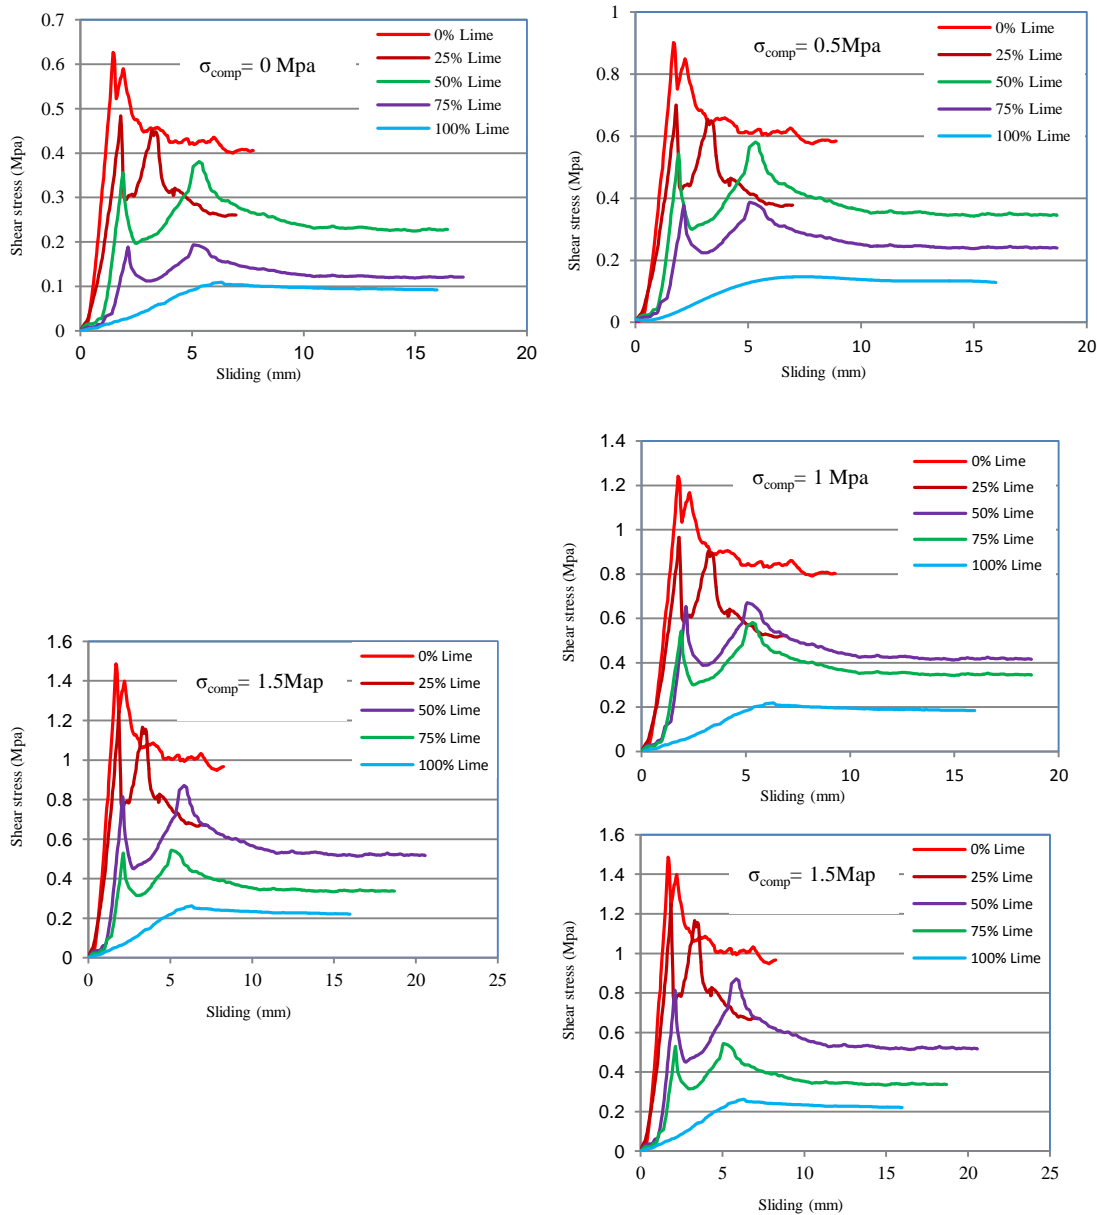 0.7
0.6
0.5
0.4
0.3
0.2
0.1
0
Shear stress (Mpa)
σcomp= 0 Mpa
0% Lime
25% Lime
50% Lime
75% Lime
100% Lime
0 5 10 15 20
Sliding (mm)
1
0.8
0.6
0.4
0.2
0
Shear stress (Mpa)
σcomp= 0.5Mpa
0% Lime
25% Lime
50% Lime
75% Lime
100% Lime
0 5 10 15 20
Sliding (mm)
1.4
1.2
1
0.8
0.6
0.4
0.2
0
Shear stress (Mpa)
σcomp= 1 Mpa
0% Lime
25% Lime
50% Lime
75% Lime
100% Lime
0 5 10 15 20
Sliding (mm)
1.6
1.4
1.2
1
0.8
0.6
0.4
0.2
0
Shear stress (Mpa)
σcomp= 1.5Map
0% Lime
25% Lime
50% Lime
75% Lime
100% Lime
0 5 10 15 20 25
Sliding (mm)
1.6
1.4
1.2
1
0.8
0.6
0.4
0.2
0
Shear stress (Mpa)
σcomp= 1.5Map
0% Lime
25% Lime
50% Lime
75% Lime
100% Lime
0 5 10 15 20 25
Sliding (mm)